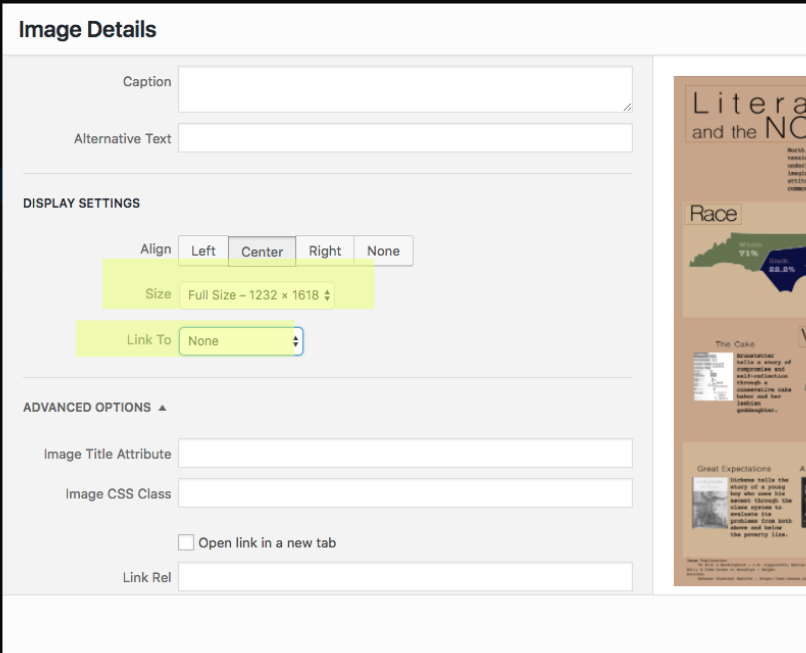 Image Details
Caption
Alternative Text
DISPLAY SETTINGS
Align Left Center Right None
Size Full Size – 1232 × 1618
Link To None
ADVANCED OPTIONS ▲
Image Title Attribute
Image CSS Class
Open link in a new tab
Link Rel
Litera
and the NC
North
Race
White
71%
Black
22.2%
The Cake
Brunstetter
tells a story of
compromise and
self-reflection
through a
conservative cake
baker and her
lesbian
goddaughter.
Great Expectations
Dickens tells the
story of a young
boy who uses his
ascent through the
class system to
evaluate its
problems from both
above and below
the poverty line.